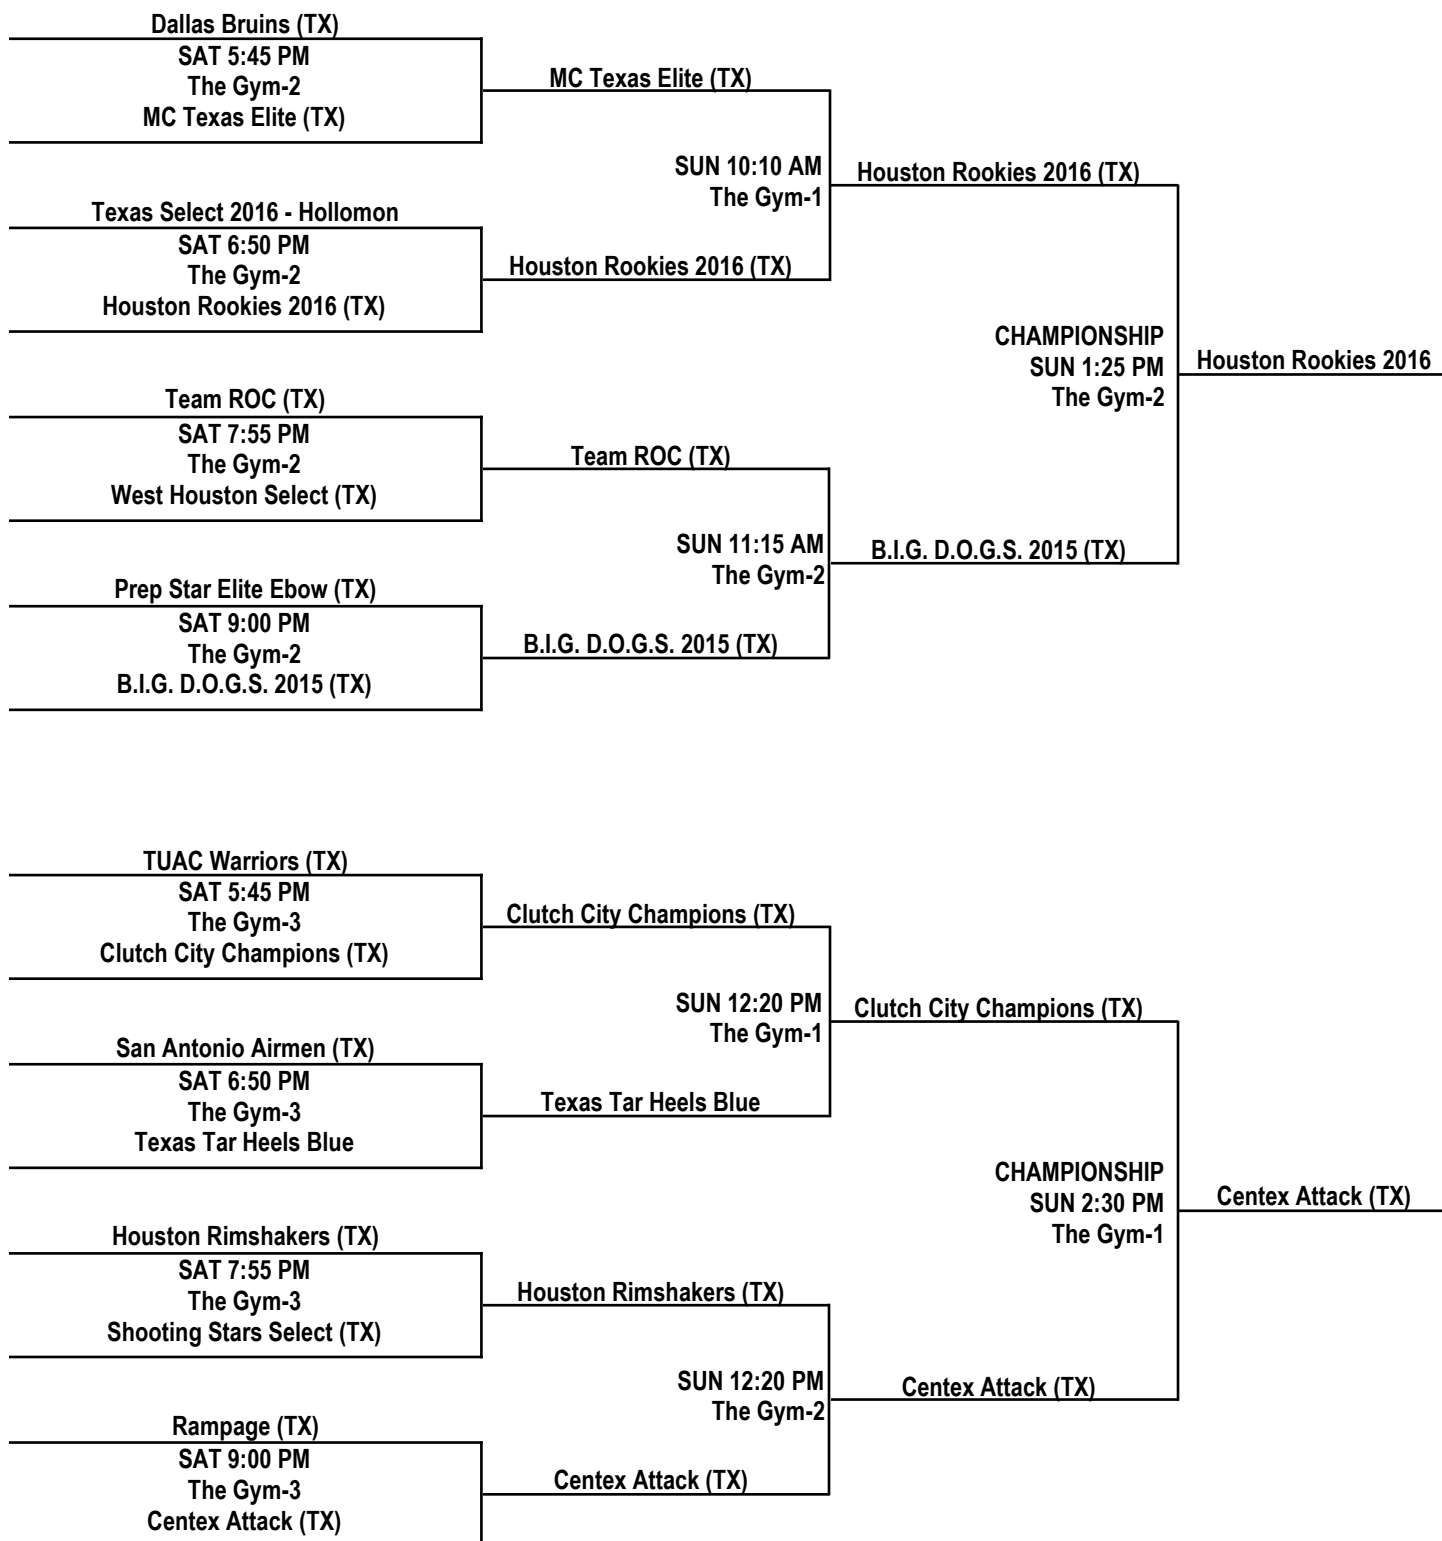 Dallas Bruins (TX)
SAT 5:45 PM
The Gym-2
MC Texas Elite (TX)
MC Texas Elite (TX)
SUN 10:10 AM
The Gym-1
Houston Rookies 2016 (TX)
Texas Select 2016 - Hollomon
SAT 6:50 PM
The Gym-2
Houston Rookies 2016 (TX)
Houston Rookies 2016 (TX)
CHAMPIONSHIP
SUN 1:25 PM
The Gym-2
Houston Rookies 2016
Team ROC (TX)
SAT 7:55 PM
The Gym-2
West Houston Select (TX)
Team ROC (TX)
SUN 11:15 AM
The Gym-2
B.I.G. D.O.G.S. 2015 (TX)
Prep Star Elite Ebow (TX)
SAT 9:00 PM
The Gym-2
B.I.G. D.O.G.S. 2015 (TX)
B.I.G. D.O.G.S. 2015 (TX)
TUAC Warriors (TX)
SAT 5:45 PM
The Gym-3
Clutch City Champions (TX)
Clutch City Champions (TX)
SUN 12:20 PM
The Gym-1
Clutch City Champions (TX)
San Antonio Airmen (TX)
SAT 6:50 PM
The Gym-3
Texas Tar Heels Blue
Texas Tar Heels Blue
CHAMPIONSHIP
SUN 2:30 PM
The Gym-1
Centex Attack (TX)
Houston Rimshakers (TX)
SAT 7:55 PM
The Gym-3
Shooting Stars Select (TX)
Houston Rimshakers (TX)
SUN 12:20 PM
The Gym-2
Centex Attack (TX)
Rampage (TX)
SAT 9:00 PM
The Gym-3
Centex Attack (TX)
Centex Attack (TX)